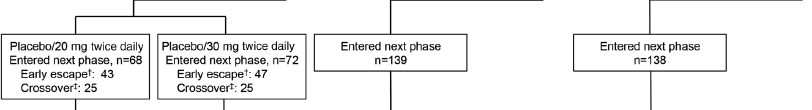 Placebo/20 mg twice daily
Entered next phase, n=68
Early escape†: 43
Crossover‡: 25
Placebo/30 mg twice daily
Entered next phase, n=72
Early escape†: 47
Crossover‡: 25
Entered next phase
n=139
Entered next phase
n=138